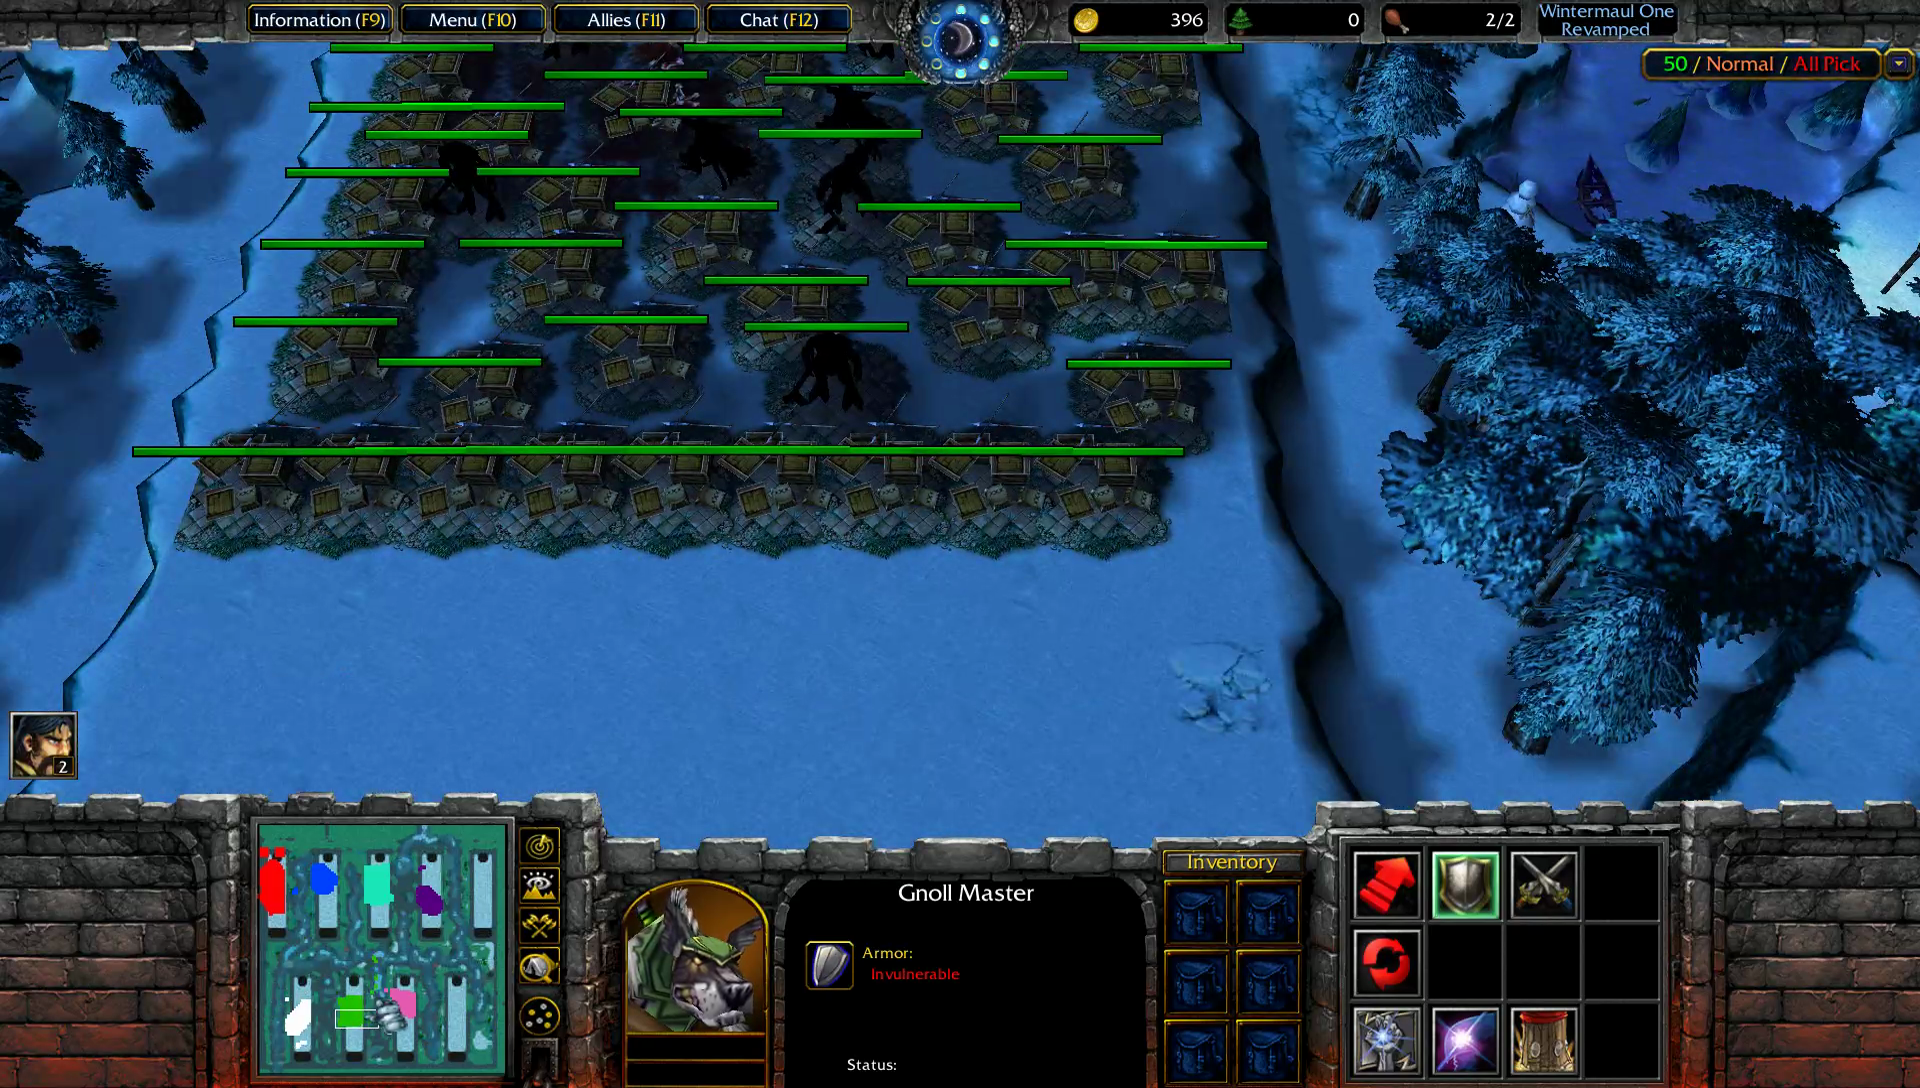 Information (F9)
Menu (F10)
Allies (F11)
Chat (F12)
396
0
2/2
Wintermaul One
Revamped
50 / Normal / All Pick
2
Gnoll Master
Armor:
Invulnerable
Status:
Inventory